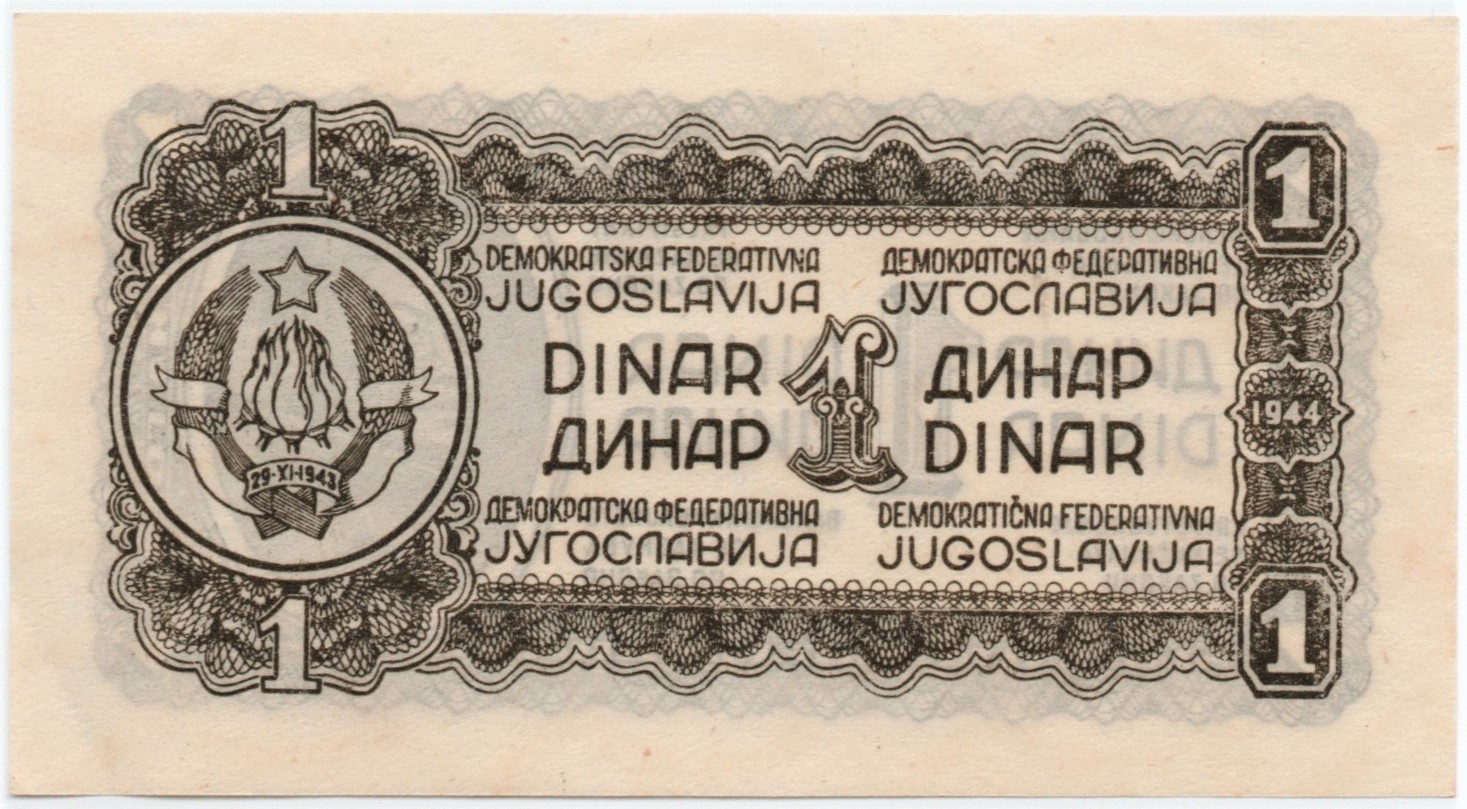 1
1
DEMOKRATSKA FEDERATIVNA
JUGOSLAVIJA
ДЕМОКРАТСКА ФЕДЕРАТИВНА
ЈУГОСЛАВИЈА
DINAR
ДИНАР
1
ДИНАР
DINAR
1944
29-XI-1943
ДЕМОКРАТСКА ФЕДЕРАТИВНА
ЈУГОСЛАВИЈА
DEMOKRATIČNA FEDERATIVNA
JUGOSLAVIJA
1
1